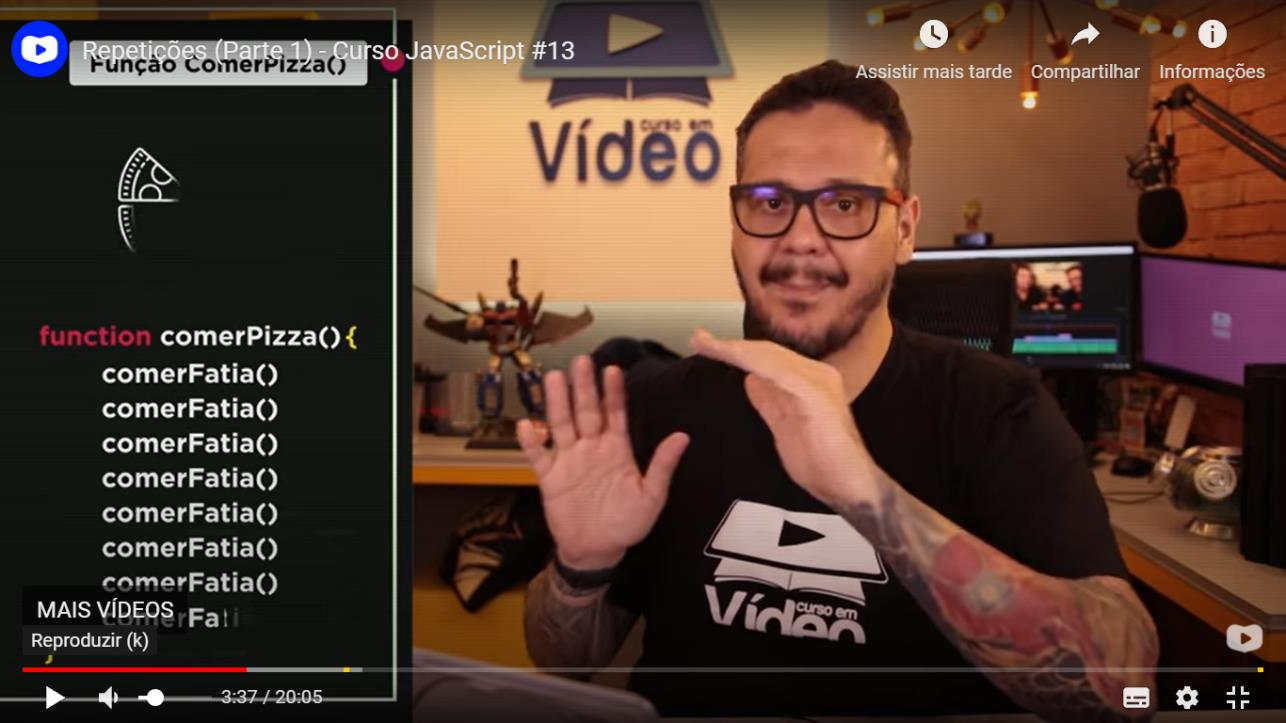 Repetições (Parte 1) - Curso JavaScript #13
Assistir mais tarde
Compartilhar
Informações
Função ComerPizza()
curso em
Vídeo
function comerPizza(){
comerFatia()
comerFatia()
comerFatia()
comerFatia()
comerFatia()
comerFatia()
comerFatia()
comerFati
}
curso em
Vídeo
MAIS VÍDEOS
Reproduzir (k)
3:37 / 20:05